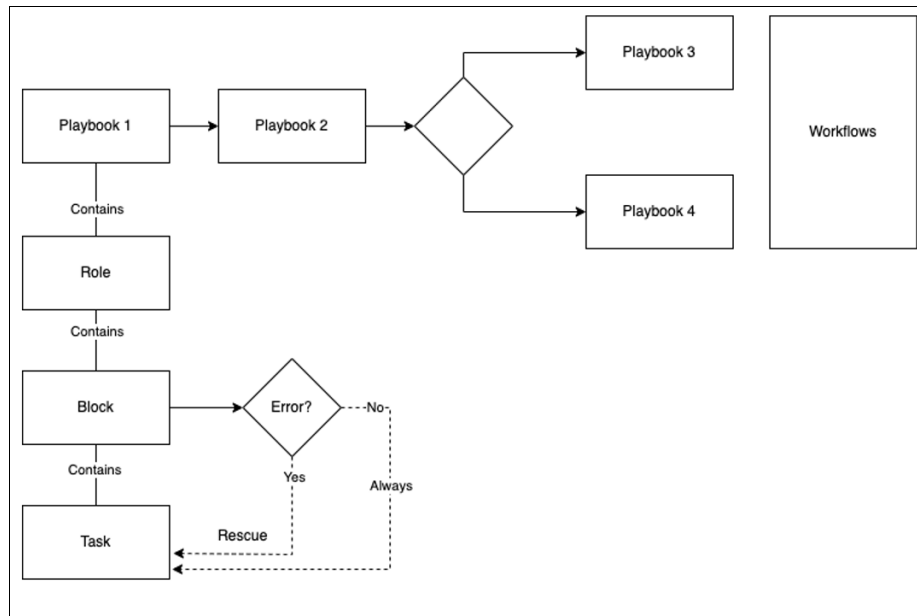 Playbook 3
Workflows
Playbook 1
Playbook 2
Contains
Playbook 4
Role
Contains
Block
Error?
No
Contains
Yes
Always
Task
Rescue